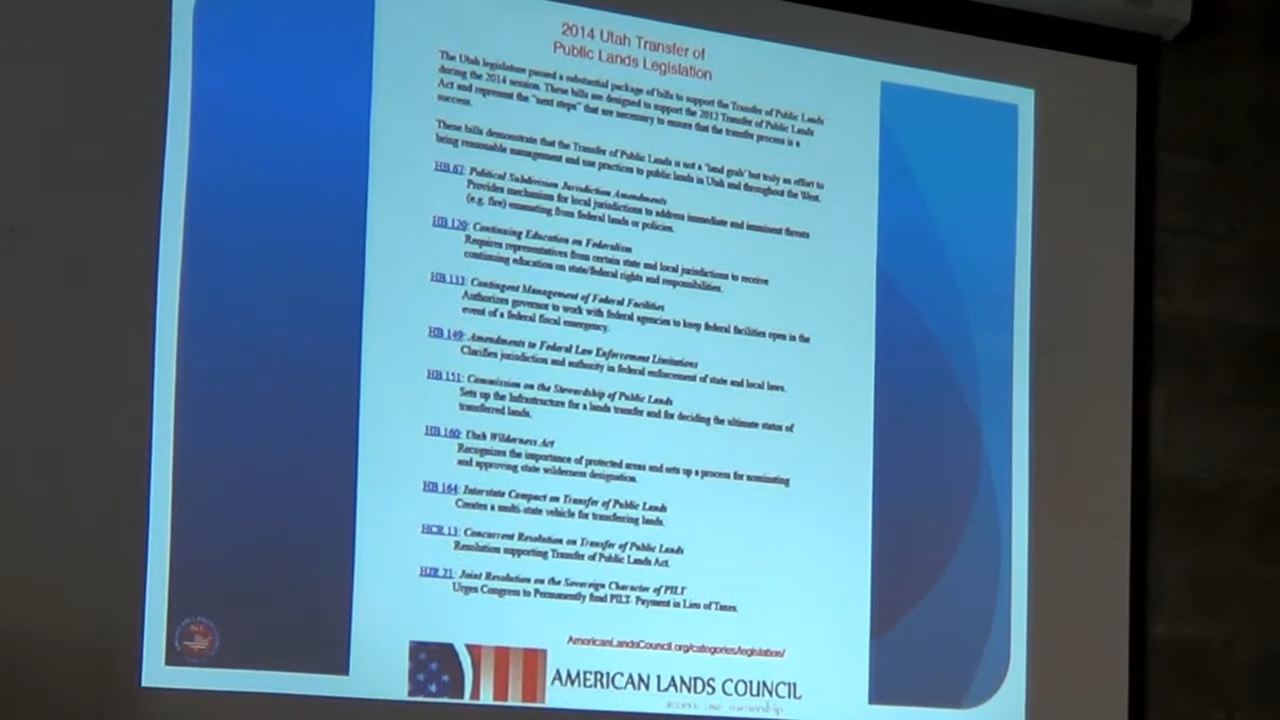 2014 Utah Transfer of
Public Lands Legislation
The Utah legislature passed a substantial package of bills to support the Transfer of Public Lands
during the 2014 session. These bills are designed to support the 2012 Transfer of Public Lands
Act and represent the "next steps" that are necessary to ensure that the transfer process is a
success.
These bills demonstrate that the Transfer of Public Lands is not a 'land grab' but truly an effort to
being reasonable management and use practices to public lands in Utah and throughout the West.
HB 67: Political Subdivision Jurisdiction Amendments
Provides mechanism for local jurisdictions to address immediate and imminent threats
(e.g. fire) emanating from federal lands or policies.
HB 120: Continuing Education on Federalism
Requires representatives from certain state and local jurisdictions to receive
continuing education on state/federal rights and responsibilities.
HB 133: Contingent Management of Federal Facilities
Authorizes governor to work with federal agencies to keep federal facilities open in the
event of a federal fiscal emergency.
HB 149: Amendments to Federal Law Enforcement Limitations
Clarifies jurisdiction and authority in federal enforcement of state and local laws.
HB 151: Commission on the Stewardship of Public Lands
Sets up the Infrastructure for a lands transfer and for deciding the ultimate status of
transferred lands.
HB 160: Utah Wilderness Act
Recognizes the importance of protected areas and sets up a process for nominating
and approving state wilderness designation.
HB 164: Interstate Compact on Transfer of Public Lands
Creates a multi-state vehicle for transferring lands.
HCR 13: Concurrent Resolution on Transfer of Public Lands
Resolution supporting Transfer of Public Lands Act.
HJR 21: Joint Resolution on the Sovereign Character of PILT
Urges Congress to Permanently fund PILT- Payment in Lieu of Taxes.
AmericanLandsCouncil.org/categories/legislation/
AMERICAN LANDS COUNCIL
access use ownership